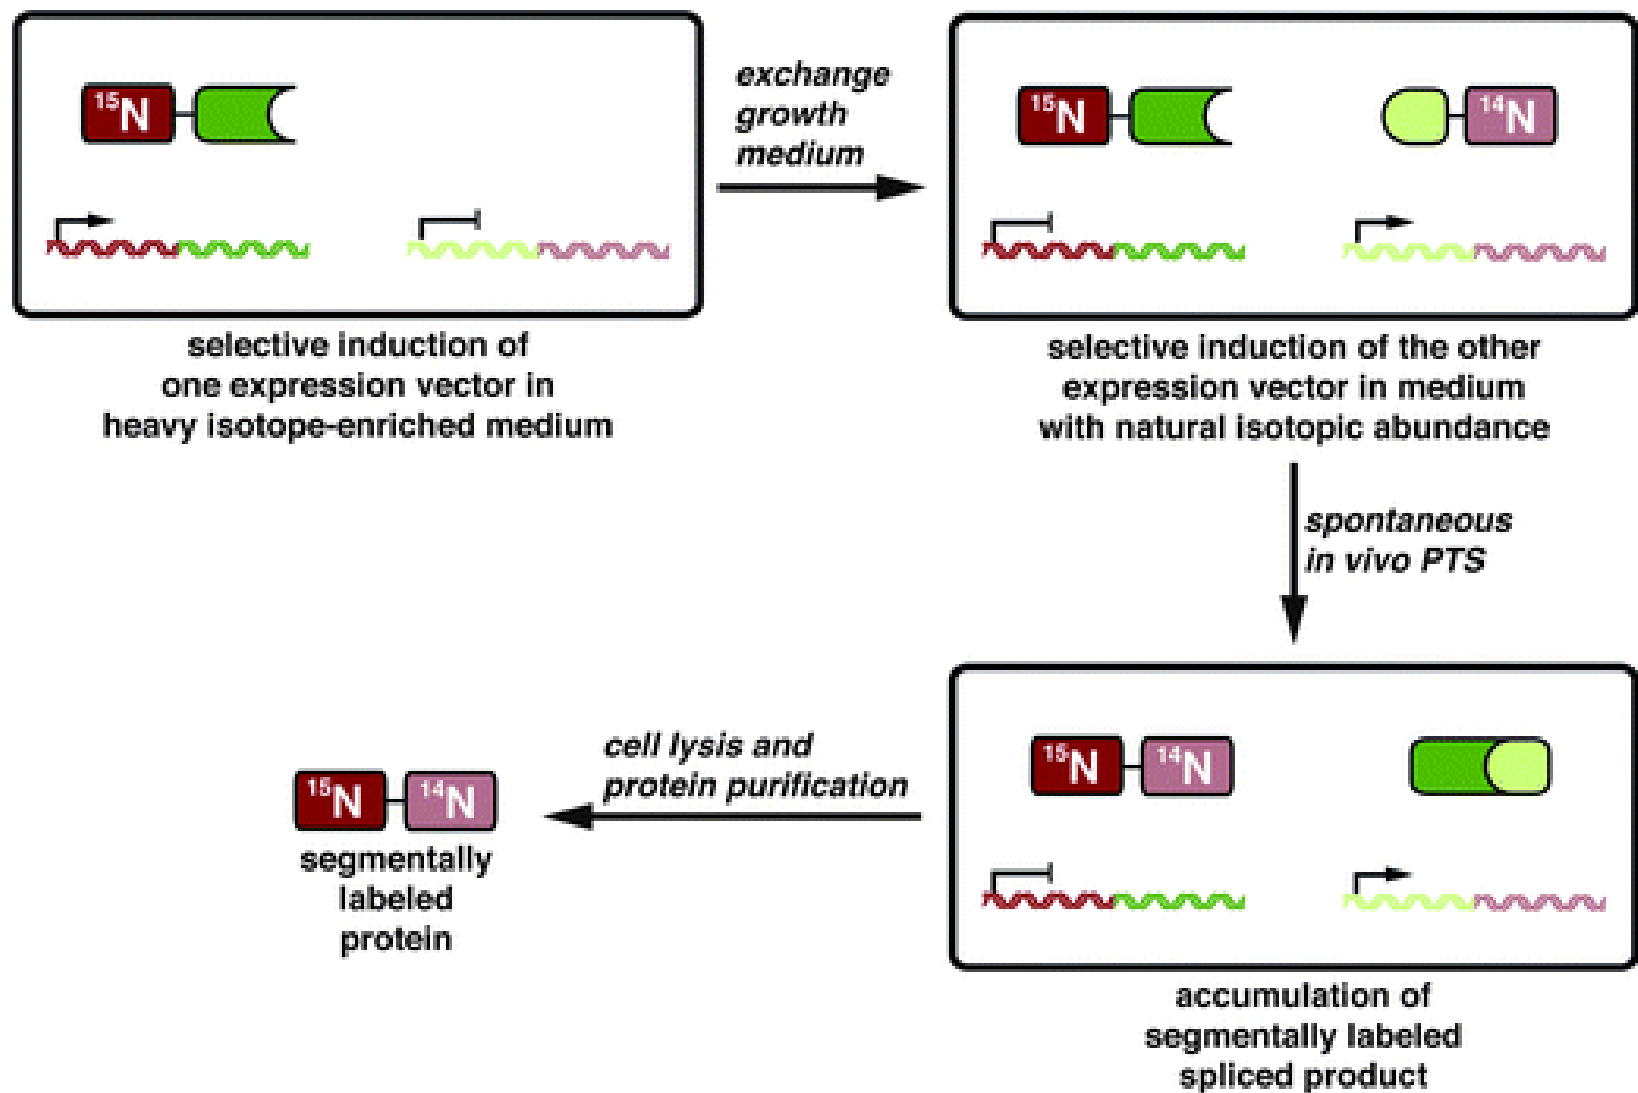 ¹⁵N
exchange
growth
medium
¹⁵N
¹⁴N
selective induction of
one expression vector in
heavy isotope-enriched medium
selective induction of the other
expression vector in medium
with natural isotopic abundance
spontaneous
in vivo PTS
¹⁵N
¹⁴N
cell lysis and
protein purification
¹⁵N
¹⁴N
segmentally
labeled
protein
accumulation of
segmentally labeled
spliced product